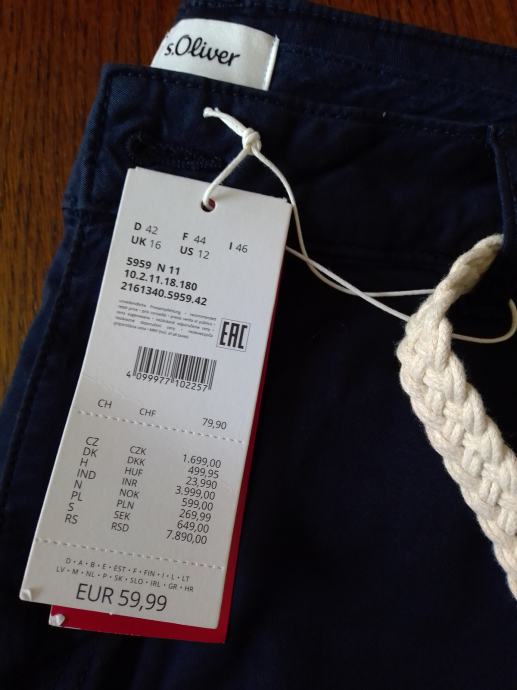 s.Oliver
D 42 F 44 I 46
UK 16 US 12
5959 N 11
10.2.11.18.180
2161340.5959.42
EAC
4 099977 102257
CH CHF 79,90
CZ CZK 1.699,00
DK DKK 499,95
H HUF 23,990
IND INR 3.999,00
N NOK 599,00
PL PLN 269,99
S SEK 649,00
RS RSD 7.890,00
D • A • B • E • EST • F • FIN • I • L • LT
LV • M • NL • P • SK • SLO • IRL • GR • HR
EUR 59,99